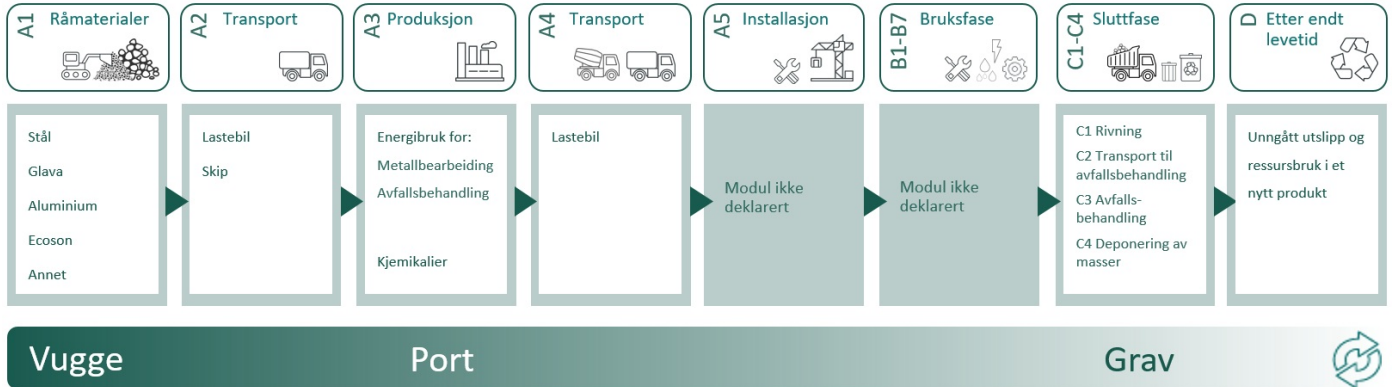 A1 Råmaterialer
A2 Transport
A3 Produksjon
A4 Transport
A5 Installasjon
B1-B7 Bruksfase
C1-C4 Sluttfase
D Etter endt
levetid
Stål
Glava
Aluminium
Ecoson
Annet
Lastebil
Skip
Energibruk for:
Metallbearbeiding
Avfallsbehandling
Kjemikalier
Lastebil
Modul ikke
deklarert
Modul ikke
deklarert
C1 Rivning
C2 Transport til
avfallsbehandling
C3 Avfalls-
behandling
C4 Deponering av
masser
Unngått utslipp og
ressursbruk i et
nytt produkt
Vugge
Port
Grav